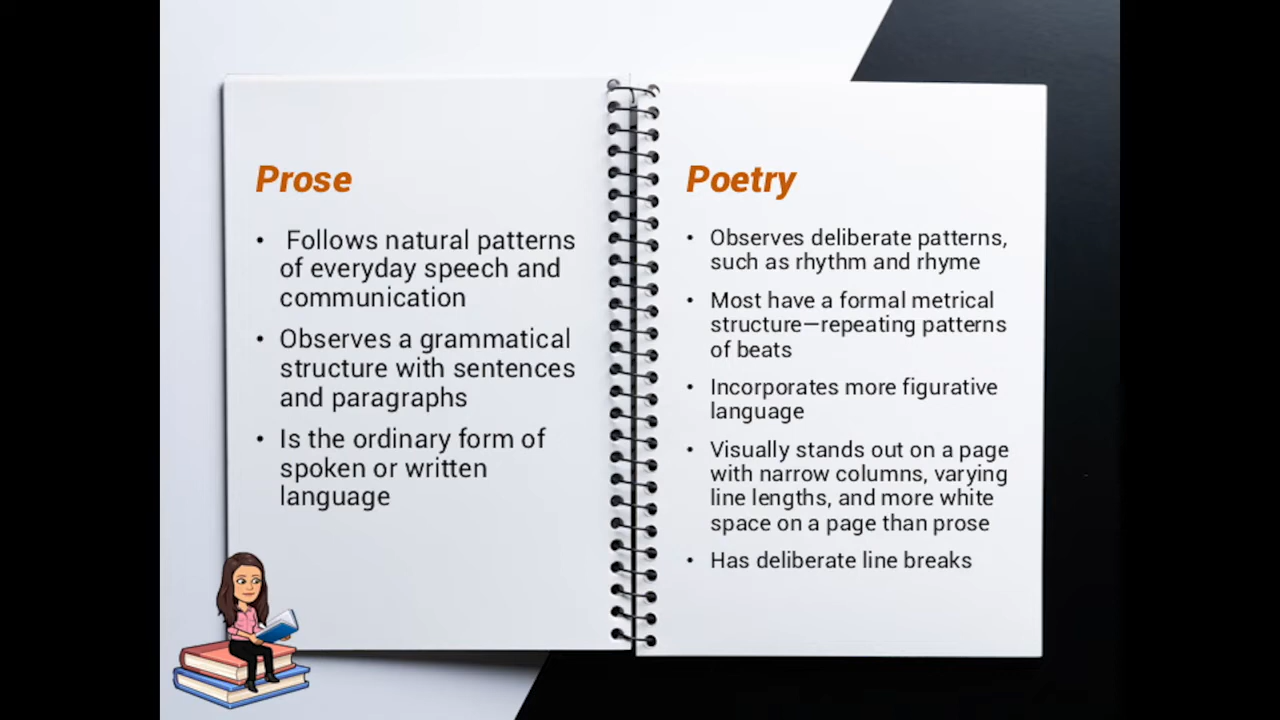 Prose
• Follows natural patterns
of everyday speech and
communication
• Observes a grammatical
structure with sentences
and paragraphs
• Is the ordinary form of
spoken or written
language
Poetry
• Observes deliberate patterns,
such as rhythm and rhyme
• Most have a formal metrical
structure—repeating patterns
of beats
• Incorporates more figurative
language
• Visually stands out on a page
with narrow columns, varying
line lengths, and more white
space on a page than prose
• Has deliberate line breaks